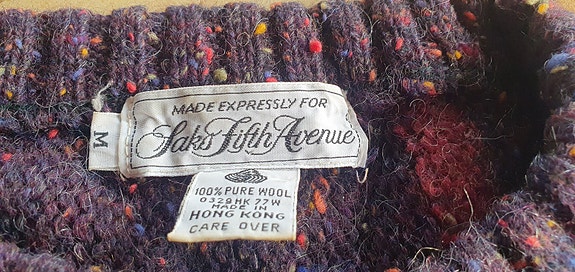 MADE EXPRESSLY FOR
Saks Fifth Avenue
M
100% PURE WOOL
0329HK 77W
MADE IN
HONG KONG
CARE OVER